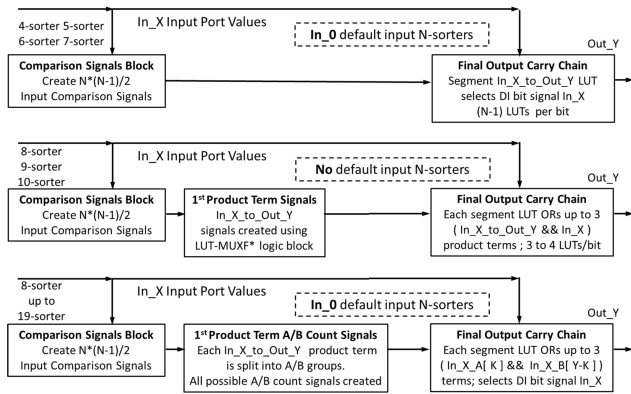 4-sorter 5-sorter
6-sorter 7-sorter
In_X Input Port Values
In_0 default input N-sorters
Out_Y
Comparison Signals Block
Create N*(N-1)/2
Input Comparison Signals
Final Output Carry Chain
Segment In_X_to_Out_Y LUT
selects DI bit signal In_X
(N-1) LUTs per bit
8-sorter
9-sorter
10-sorter
In_X Input Port Values
No default input N-sorters
Out_Y
Comparison Signals Block
Create N*(N-1)/2
Input Comparison Signals
1st Product Term Signals
In_X_to_Out_Y
signals created using
LUT-MUXF* logic block
Final Output Carry Chain
Each segment LUT ORs up to 3
( In_X_to_Out_Y && In_X )
product terms ; 3 to 4 LUTs/bit
8-sorter
up to
19-sorter
In_X Input Port Values
In_0 default input N-sorters
Out_Y
Comparison Signals Block
Create N*(N-1)/2
Input Comparison Signals
1st Product Term A/B Count Signals
Each In_X_to_Out_Y product term
is split into A/B groups.
All possible A/B count signals created
Final Output Carry Chain
Each segment LUT ORs up to 3
( In_X_A[ K ] && In_X_B[ Y-K ] )
terms; selects DI bit signal In_X